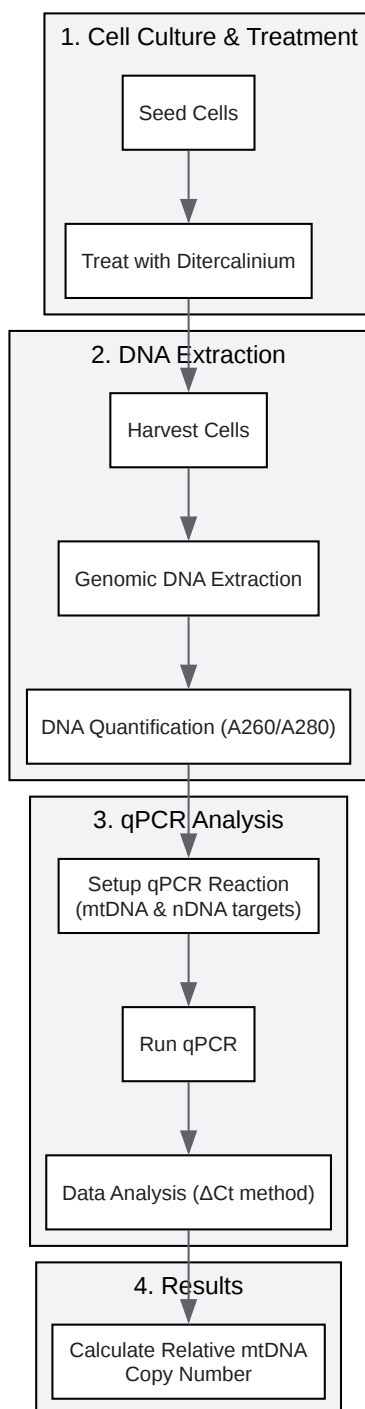 1. Cell Culture & Treatment
Seed Cells
Treat with Ditercalinium
2. DNA Extraction
Harvest Cells
Genomic DNA Extraction
DNA Quantification (A260/A280)
3. qPCR Analysis
Setup qPCR Reaction
(mtDNA & nDNA targets)
Run qPCR
Data Analysis (ΔCt method)
4. Results
Calculate Relative mtDNA
Copy Number